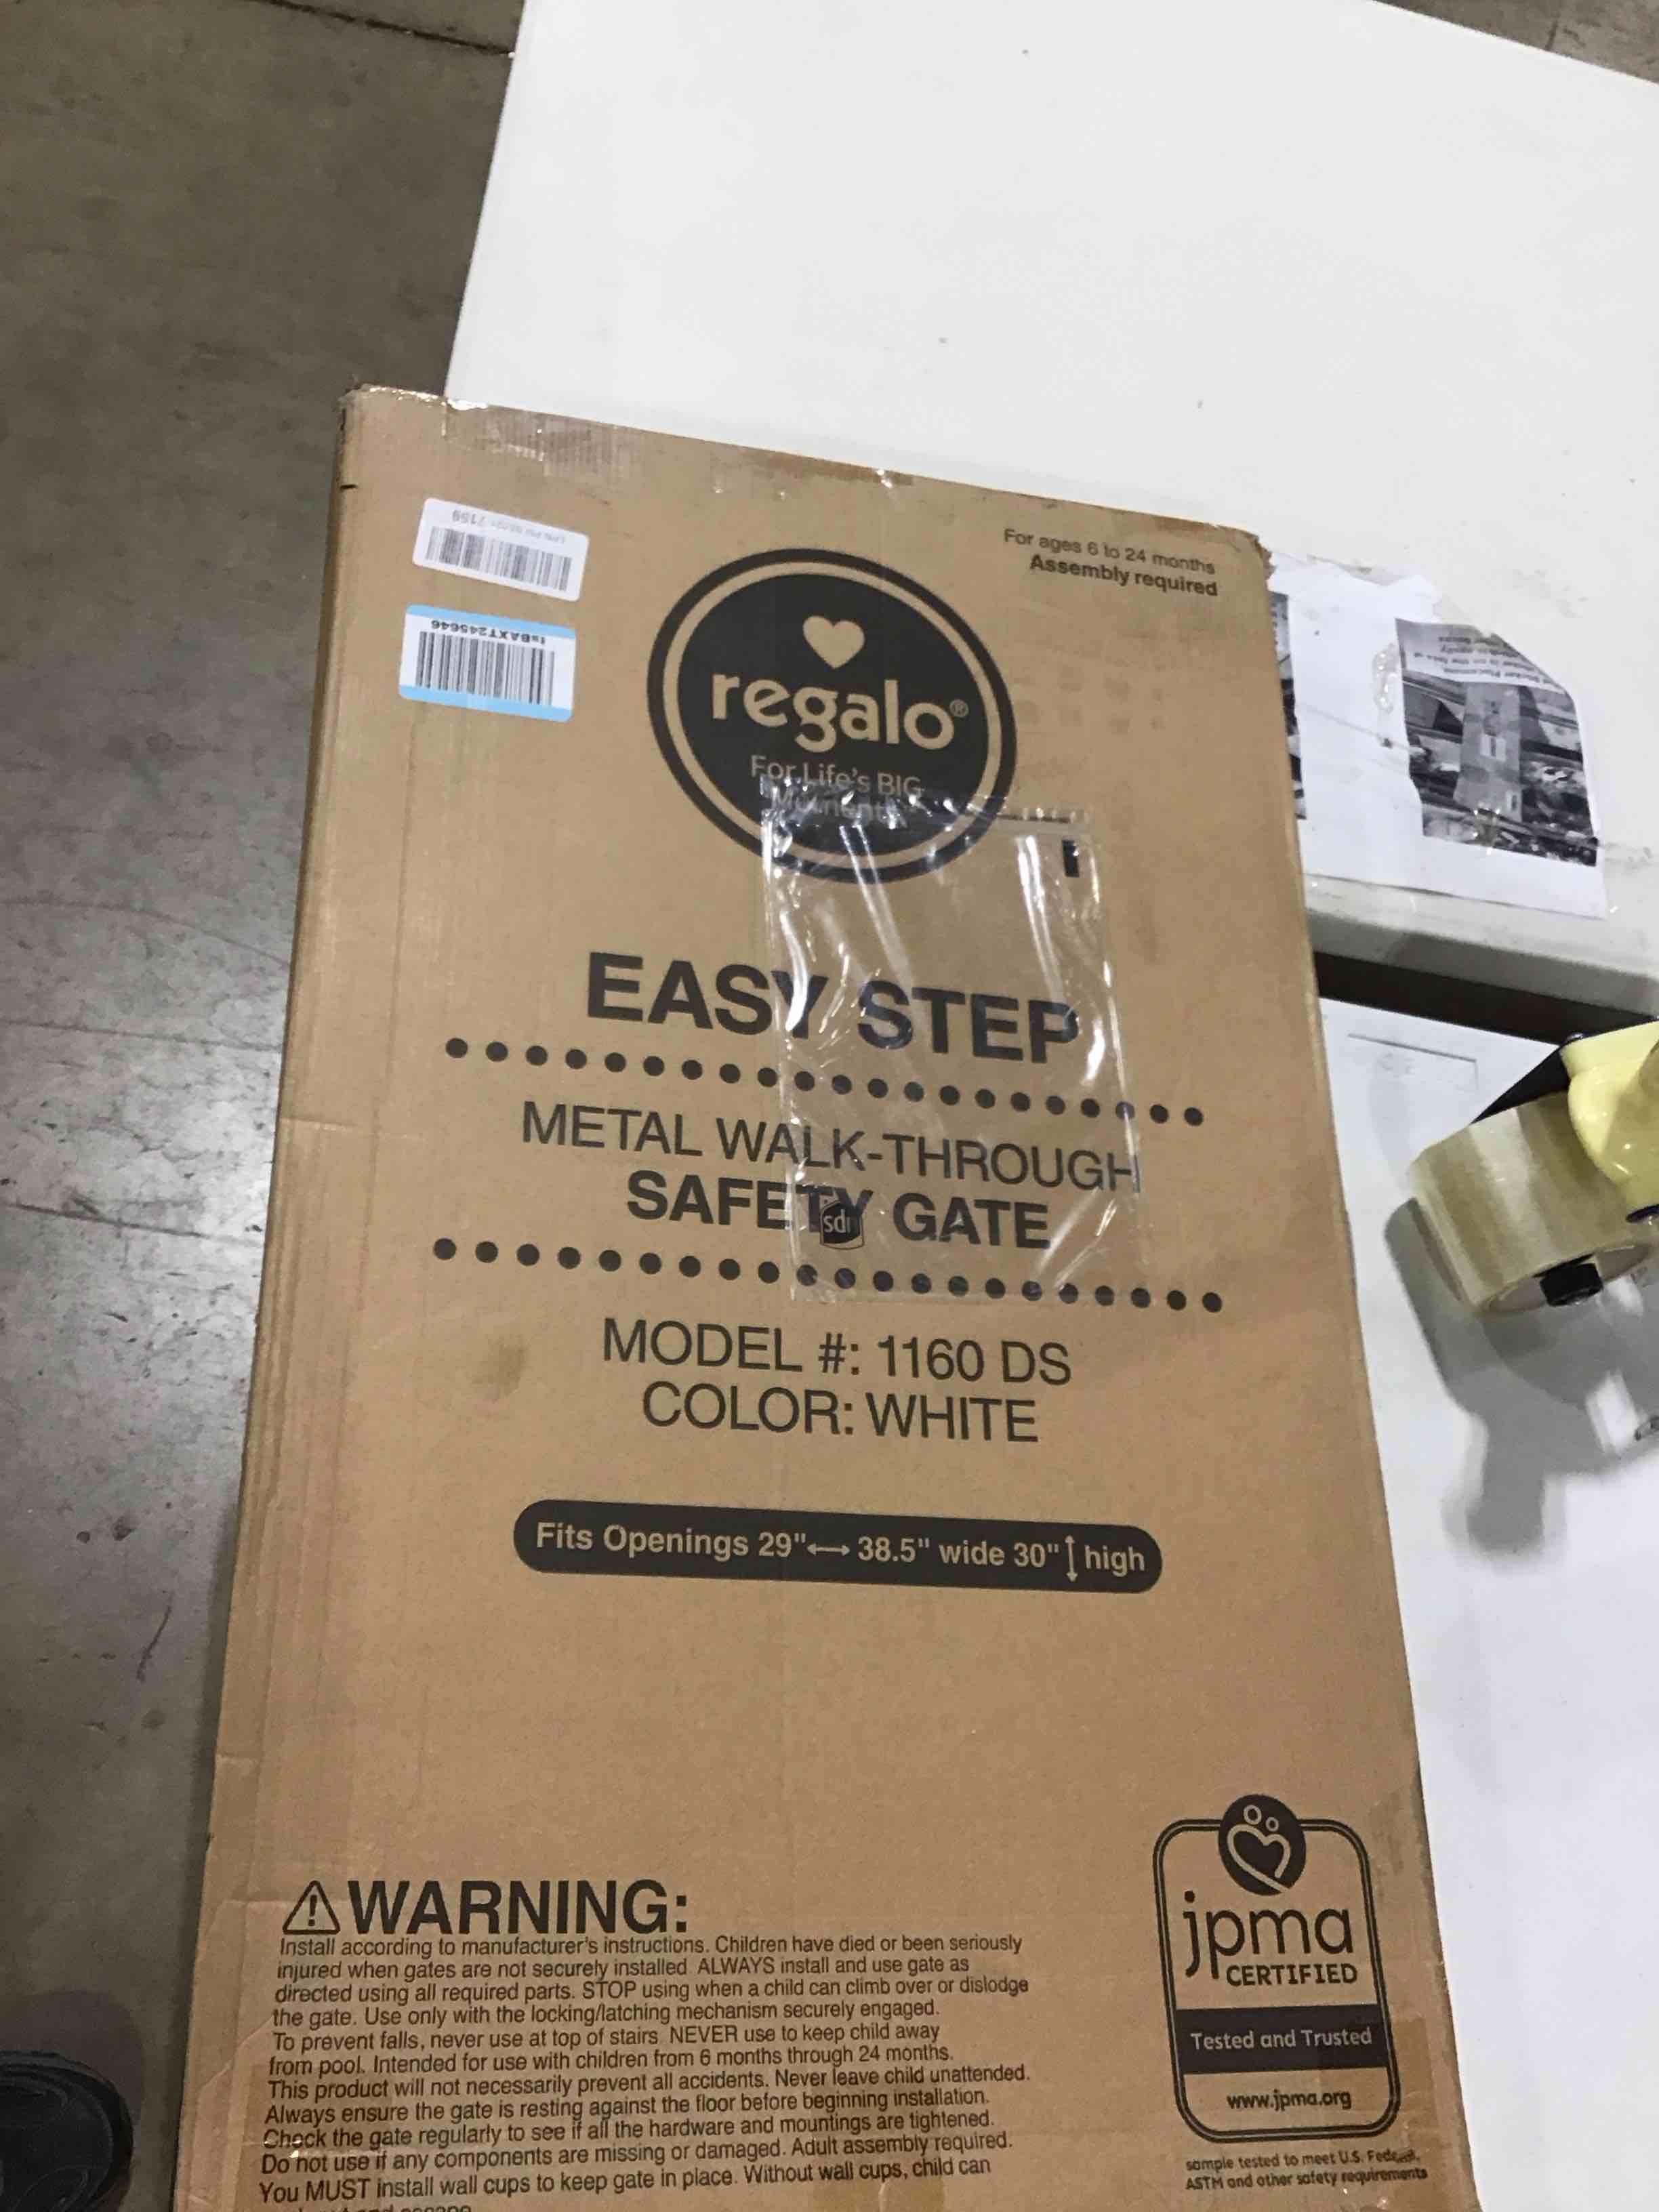 7159
tsBAXT245646
For ages 6 to 24 months
Assembly required
regalo®
For Life's BIG
Moments
EASY STEP
METAL WALK-THROUGH
SAFETY GATE
sdi
MODEL #: 1160 DS
COLOR: WHITE
Fits Openings 29"↔ 38.5" wide 30"↕ high
⚠WARNING:
Install according to manufacturer's instructions. Children have died or been seriously
injured when gates are not securely installed. ALWAYS install and use gate as
directed using all required parts. STOP using when a child can climb over or dislodge
the gate. Use only with the locking/latching mechanism securely engaged.
To prevent falls, never use at top of stairs. NEVER use to keep child away
from pool. Intended for use with children from 6 months through 24 months.
This product will not necessarily prevent all accidents. Never leave child unattended.
Always ensure the gate is resting against the floor before beginning installation.
Check the gate regularly to see if all the hardware and mountings are tightened.
Do not use if any components are missing or damaged. Adult assembly required.
You MUST install wall cups to keep gate in place. Without wall cups, child can
jpma
CERTIFIED
Tested and Trusted
www.jpma.org
sample tested to meet U.S. Federal,
ASTM and other safety requirements